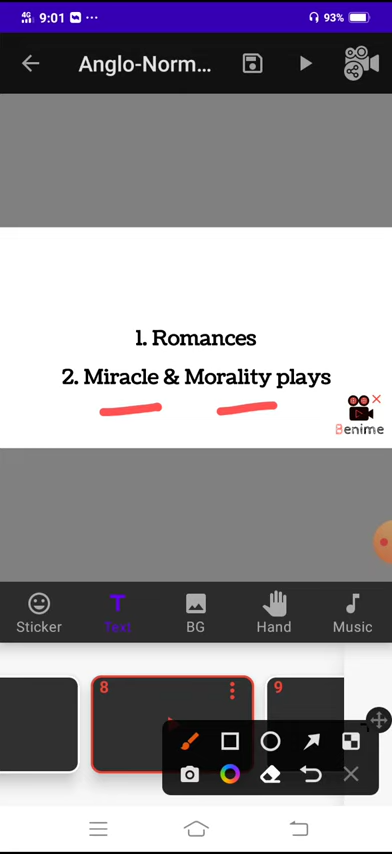 4G 9:01 93%
Anglo-Norm...
1. Romances
2. Miracle & Morality plays
Benime
Sticker Text BG Hand Music
8 9